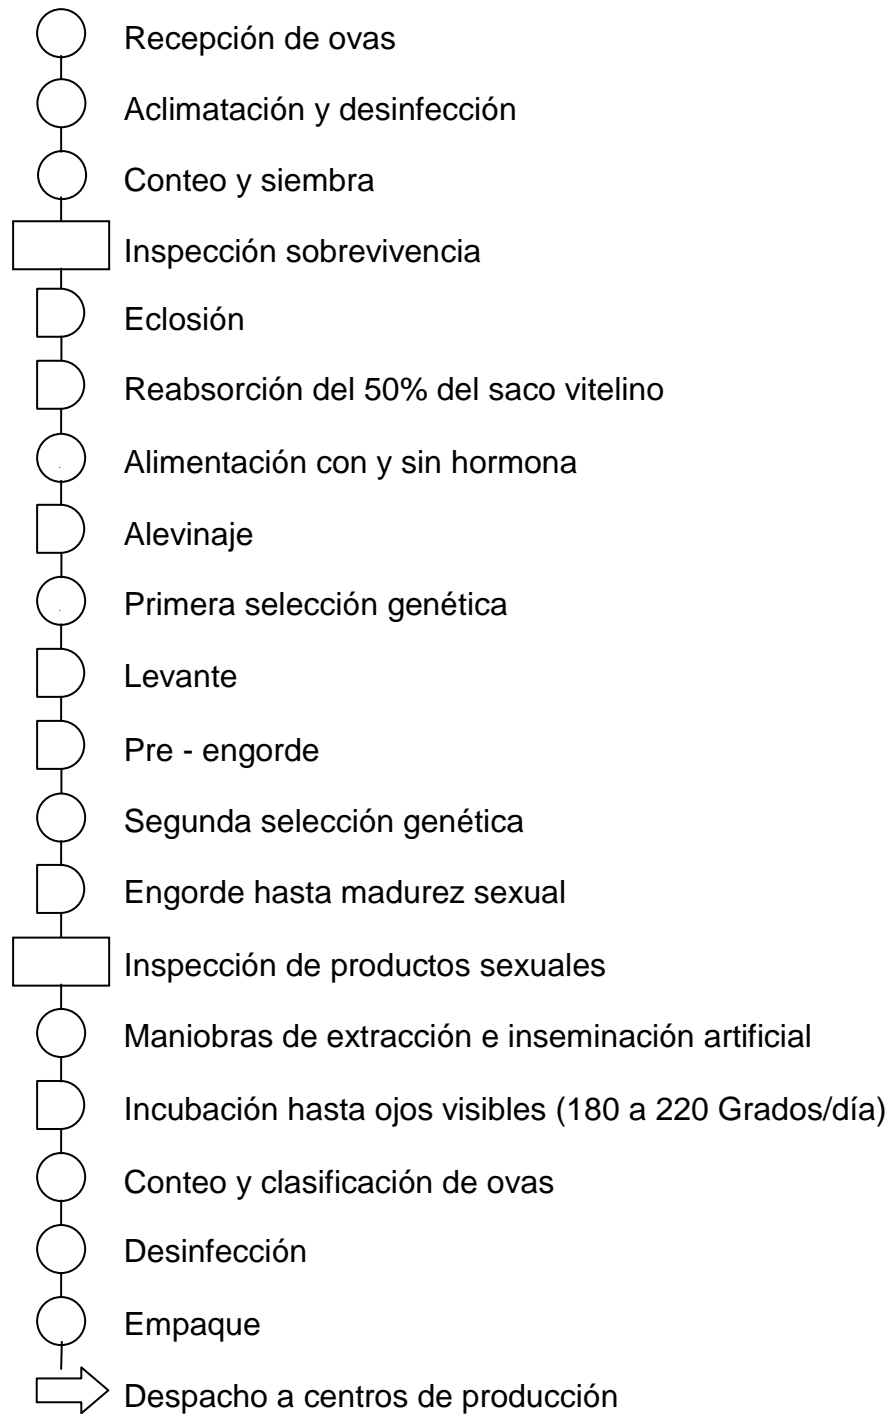 Recepción de ovas
Aclimatación y desinfección
Conteo y siembra
Inspección sobrevivencia
Eclosión
Reabsorción del 50% del saco vitelino
Alimentación con y sin hormona
Alevinaje
Primera selección genética
Levante
Pre - engorde
Segunda selección genética
Engorde hasta madurez sexual
Inspección de productos sexuales
Maniobras de extracción e inseminación artificial
Incubación hasta ojos visibles (180 a 220 Grados/día)
Conteo y clasificación de ovas
Desinfección
Empaque
Despacho a centros de producción